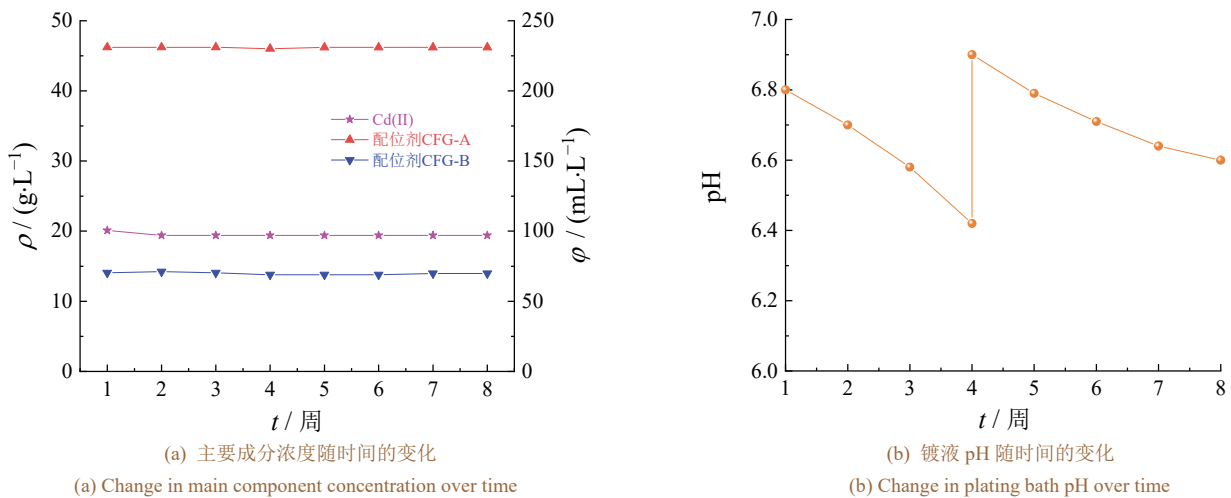 50
40
30
20
10
0
ρ / (g·L⁻¹)
250
200
150
100
50
0
φ / (mL·L⁻¹)
Cd(II)
配位剂CFG-A
配位剂CFG-B
1 2 3 4 5 6 7 8
t / 周
(a) 主要成分浓度随时间的变化
(a) Change in main component concentration over time
7.0
6.8
6.6
6.4
6.2
6.0
pH
1 2 3 4 5 6 7 8
t / 周
(b) 镀液 pH 随时间的变化
(b) Change in plating bath pH over time